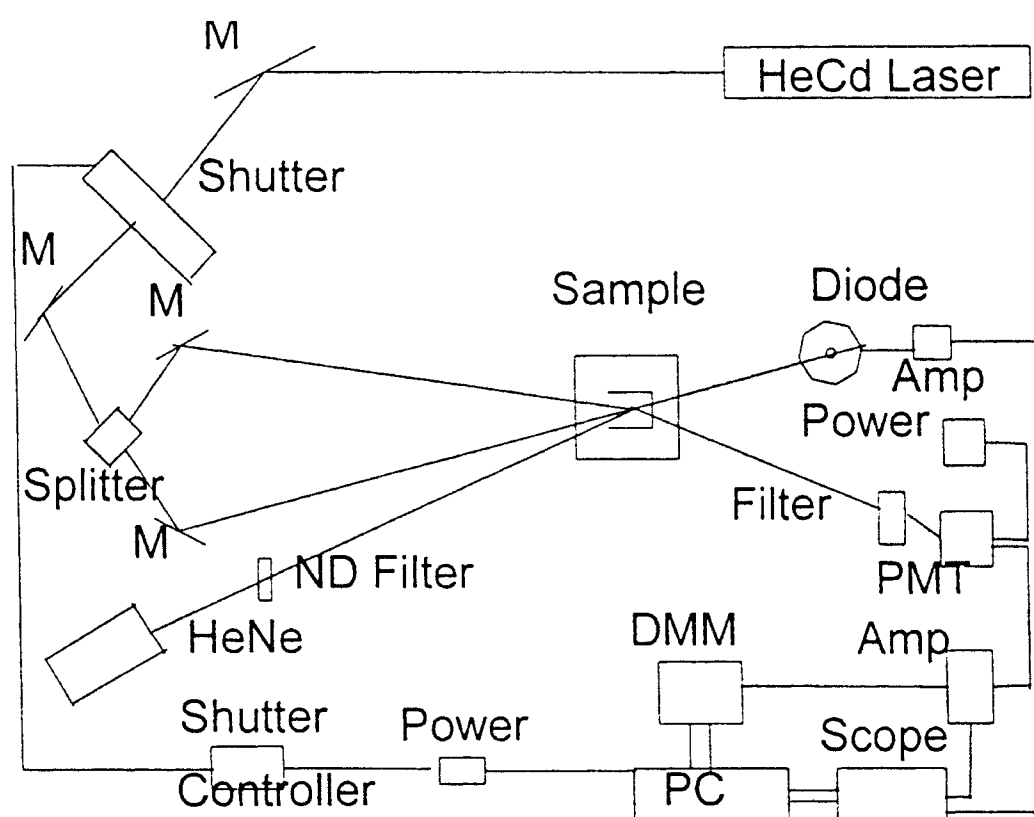 M
HeCd Laser
Shutter
M
M
Sample
Diode
Amp
Power
Splitter
Filter
M
ND Filter
PMT
HeNe
DMM
Amp
Shutter
Controller
Power
Scope
PC